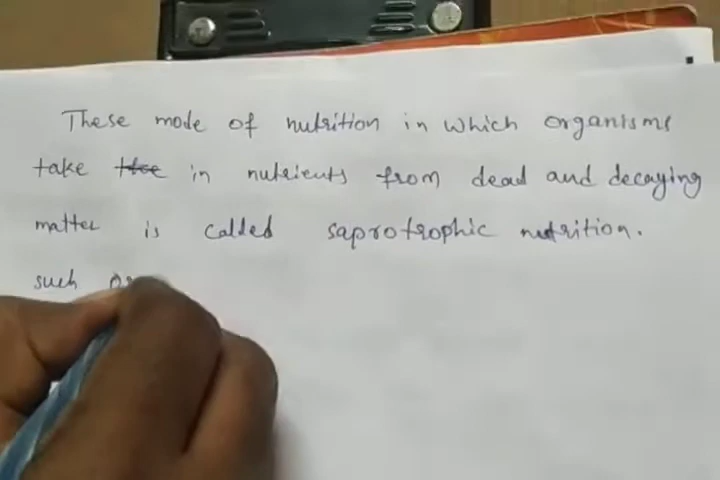 These mode of nutrition in which organisms
take in nutrients from dead and decaying
matter is called saprotrophic nutrition.
such